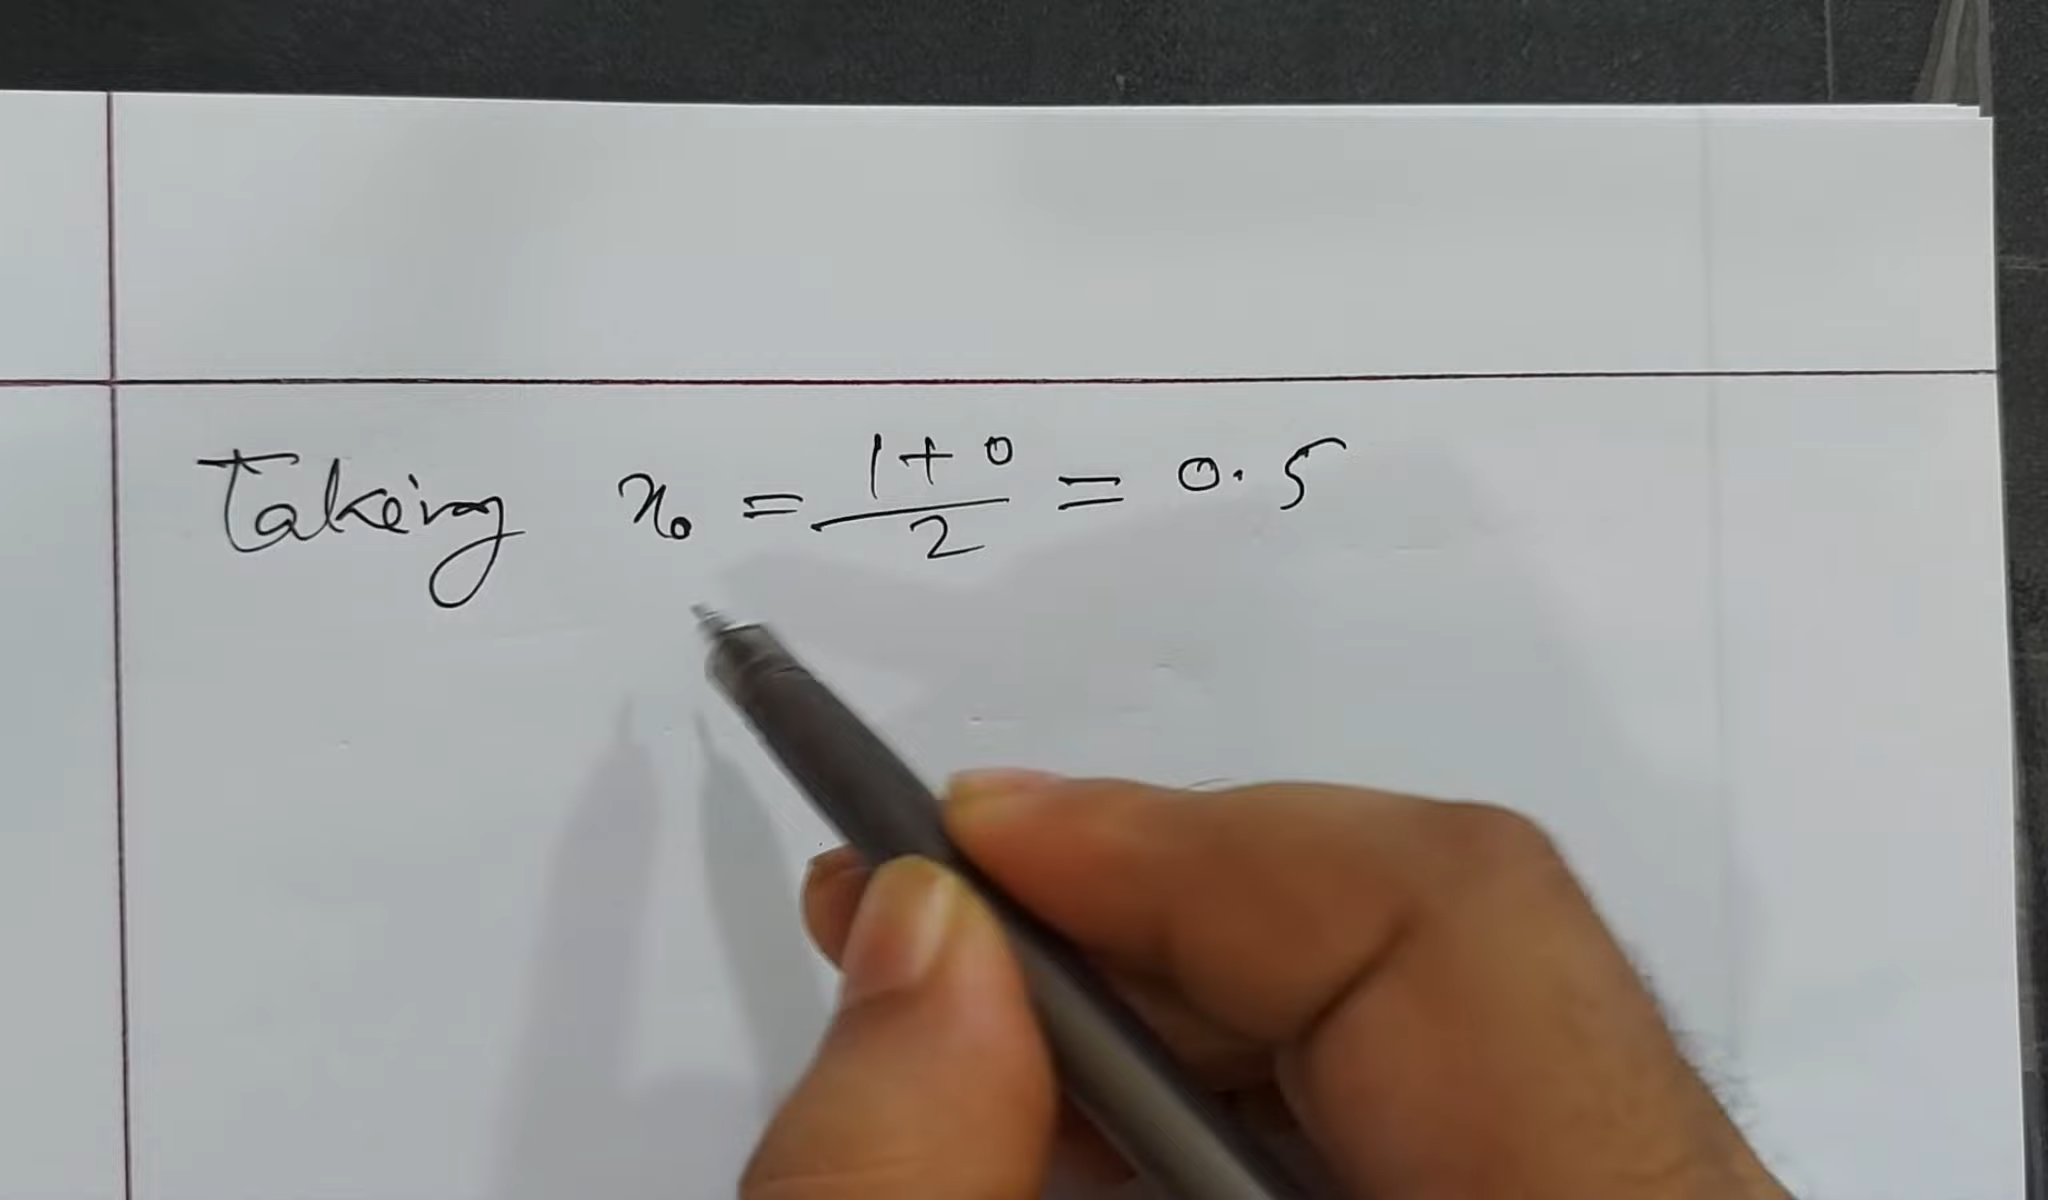 Taking x₀ = (1+0)/2 = 0.5